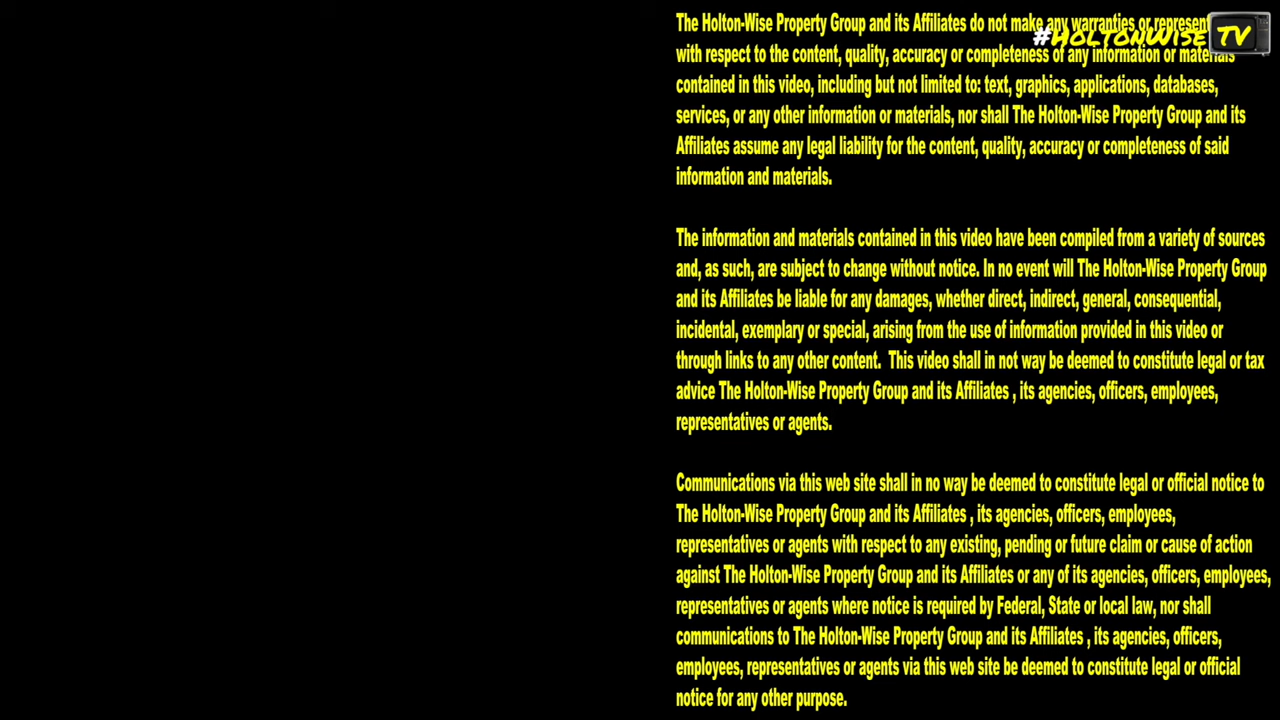 The Holton-Wise Property Group and its Affiliates do not make any warranties or
#HOLTONWISE TV
with respect to the content, quality, accuracy or completeness of any information or materials
contained in this video, including but not limited to: text, graphics, applications, databases,
services, or any other information or materials, nor shall The Holton-Wise Property Group and its
Affiliates assume any legal liability for the content, quality, accuracy or completeness of said
information and materials.
The information and materials contained in this video have been compiled from a variety of sources
and, as such, are subject to change without notice. In no event will The Holton-Wise Property Group
and its Affiliates be liable for any damages, whether direct, indirect, general, consequential,
incidental, exemplary or special, arising from the use of information provided in this video or
through links to any other content. This video shall in not way be deemed to constitute legal or tax
advice The Holton-Wise Property Group and its Affiliates , its agencies, officers, employees,
representatives or agents.
Communications via this web site shall in no way be deemed to constitute legal or official notice to
The Holton-Wise Property Group and its Affiliates , its agencies, officers, employees,
representatives or agents with respect to any existing, pending or future claim or cause of action
against The Holton-Wise Property Group and its Affiliates or any of its agencies, officers, employees,
representatives or agents where notice is required by Federal, State or local law, nor shall
communications to The Holton-Wise Property Group and its Affiliates , its agencies, officers,
employees, representatives or agents via this web site be deemed to constitute legal or official
notice for any other purpose.